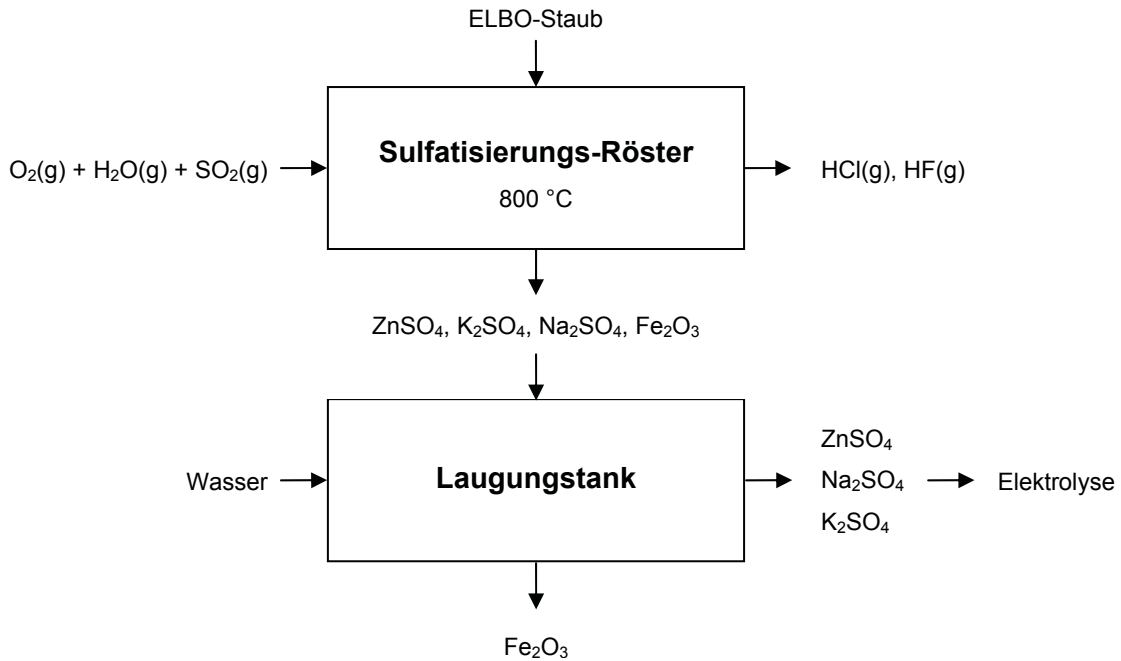 ELBO-Staub
Sulfatisierungs-Röster
O₂(g) + H₂O(g) + SO₂(g)
HCl(g), HF(g)
800 °C
ZnSO₄, K₂SO₄, Na₂SO₄, Fe₂O₃
ZnSO₄
Wasser
Laugungstank
Na₂SO₄
Elektrolyse
K₂SO₄
Fe₂O₃